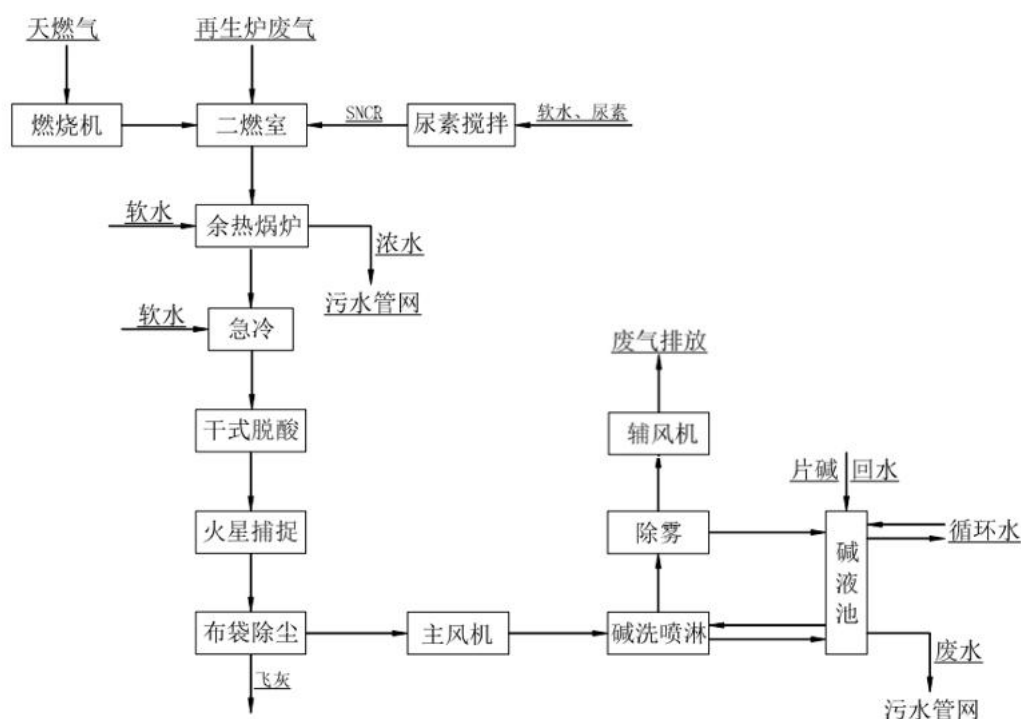 天燃气
再生炉废气
燃烧机
二燃室
SNCR
尿素搅拌
软水、尿素
软水
余热焗炉
浓水
污水管网
软水
急冷
废气排放
干式脱酸
辅风机
片碱
回水
火星捕捉
除雾
碱液池
循环水
布袋除尘
主风机
碱洗喷淋
废水
飞灰
污水管网